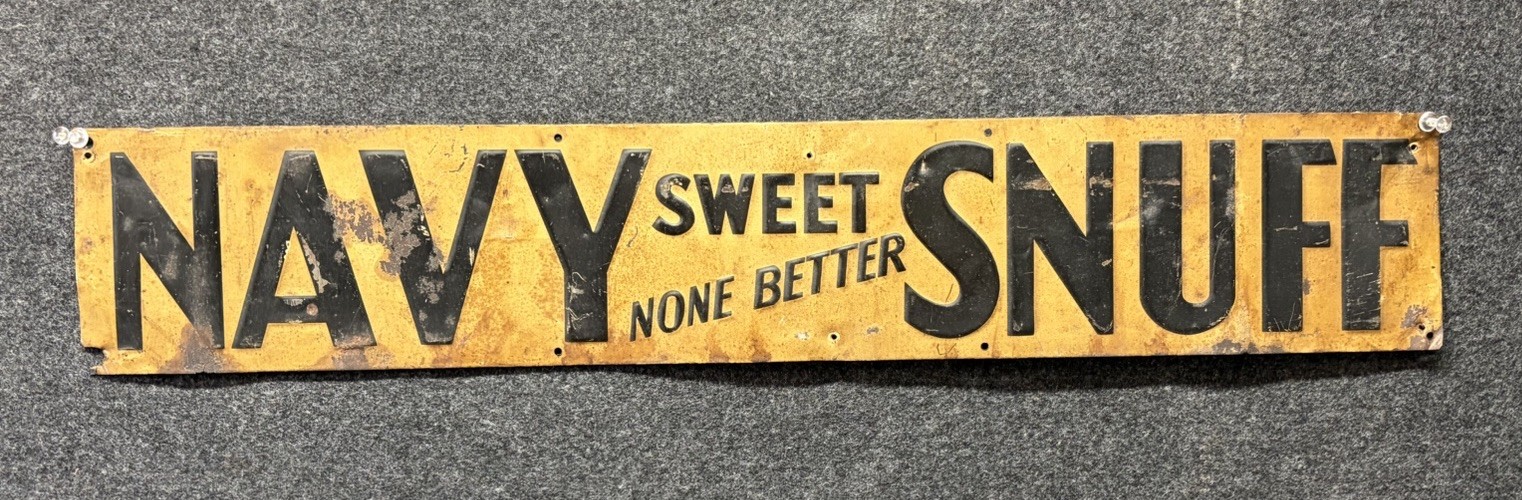 NAVY SWEET SNUFF
NONE BETTER